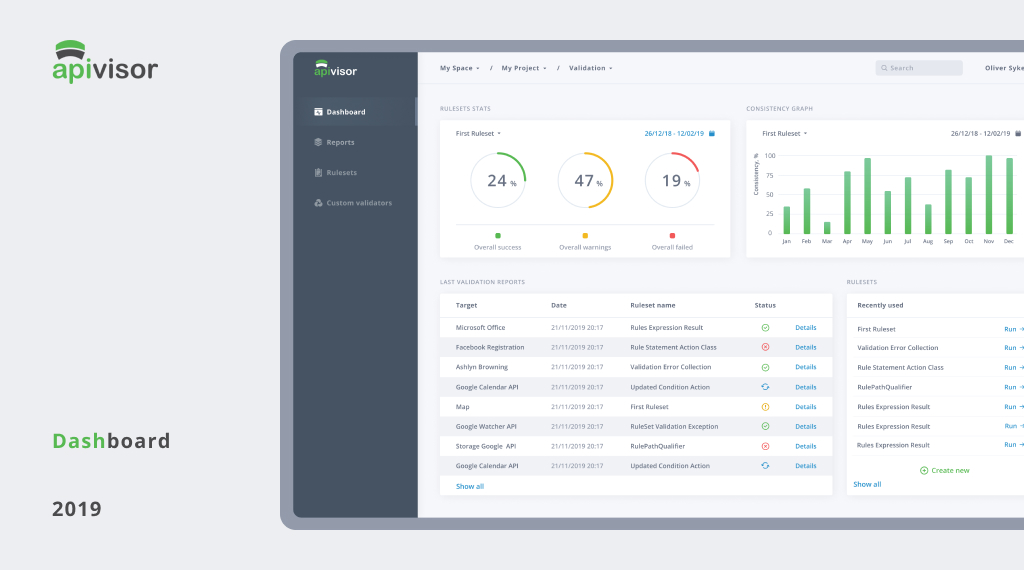 apivisor
Dashboard
2019
apivisor
Dashboard
Reports
Rulesets
Custom validators
My Space / My Project / Validation
Search
Oliver Syke
RULESETS STATS
First Ruleset
26/12/18 - 12/02/19
24 %
47 %
19 %
Overall success
Overall warnings
Overall failed
CONSISTENCY GRAPH
First Ruleset
26/12/18 - 12/02/19
Consistency, %
100
75
50
25
0
Jan Feb Mar Apr May Jun Jul Aug Sep Oct Nov Dec
LAST VALIDATION REPORTS
Target Date Ruleset name Status
Microsoft Office 21/11/2019 20:17 Rules Expression Result Details
Facebook Registration 21/11/2019 20:17 Rule Statement Action Class Details
Ashlyn Browning 21/11/2019 20:17 Validation Error Collection Details
Google Calendar API 21/11/2019 20:17 Updated Condition Action Details
Map 21/11/2019 20:17 First Ruleset Details
Google Watcher API 21/11/2019 20:17 RuleSet Validation Exception Details
Storage Google API 21/11/2019 20:17 RulePathQualifier Details
Google Calendar API 21/11/2019 20:17 Updated Condition Action Details
Show all
RULESETS
Recently used
First Ruleset Run
Validation Error Collection Run
Rule Statement Action Class Run
RulePathQualifier Run
Rules Expression Result Run
Rules Expression Result Run
Rules Expression Result Run
Create new
Show all